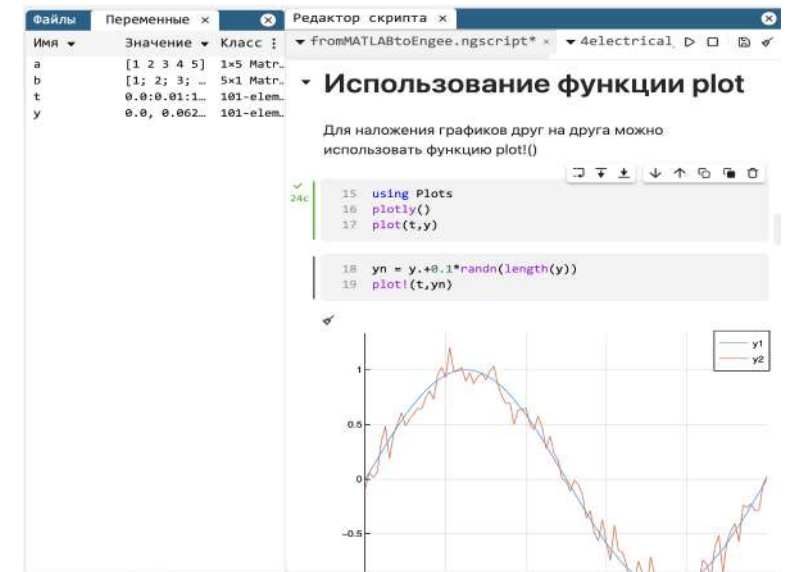 Файлы Переменные × Редактор скрипта ×
Имя Значение Класс
fromMATLABtoEngee.ngscript* × 4electrical
a [1 2 3 4 5] 1×5 Matr…
b [1; 2; 3; … 5×1 Matr…
t 0.0:0.01:1… 101-elem…
y 0.0, 0.062… 101-elem…
Использование функции plot
Для наложения графиков друг на друга можно
использовать функцию plot!()
24с
15 using Plots
16 plotly()
17 plot(t,y)
18 yn = y.+0.1*randn(length(y))
19 plot!(t,yn)
y1
y2
1
0.5
0
−0.5